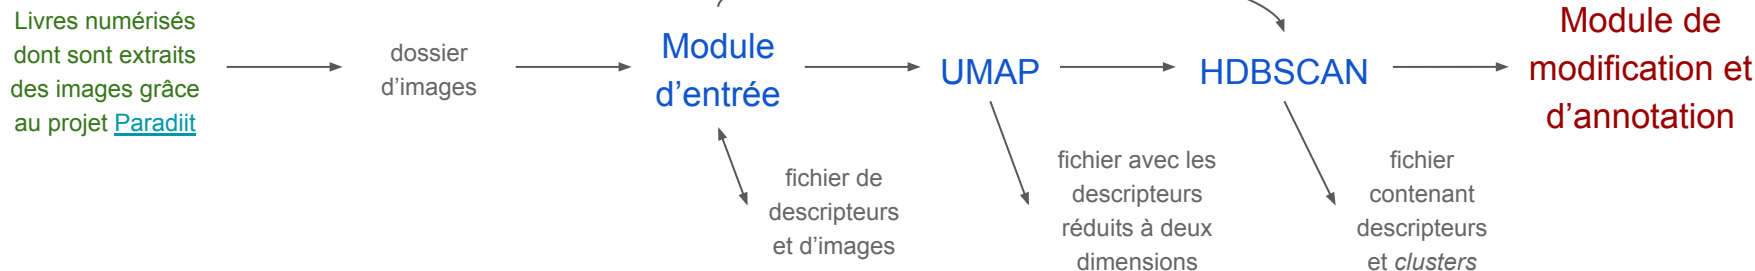 Livres numérisés
dont sont extraits
des images grâce
au projet Paradiit
dossier
d’images
Module
d’entrée
UMAP
HDBSCAN
Module de
modification et
d’annotation
fichier de
descripteurs
et d’images
fichier avec les
descripteurs
réduits à deux
dimensions
fichier
contenant
descripteurs
et clusters